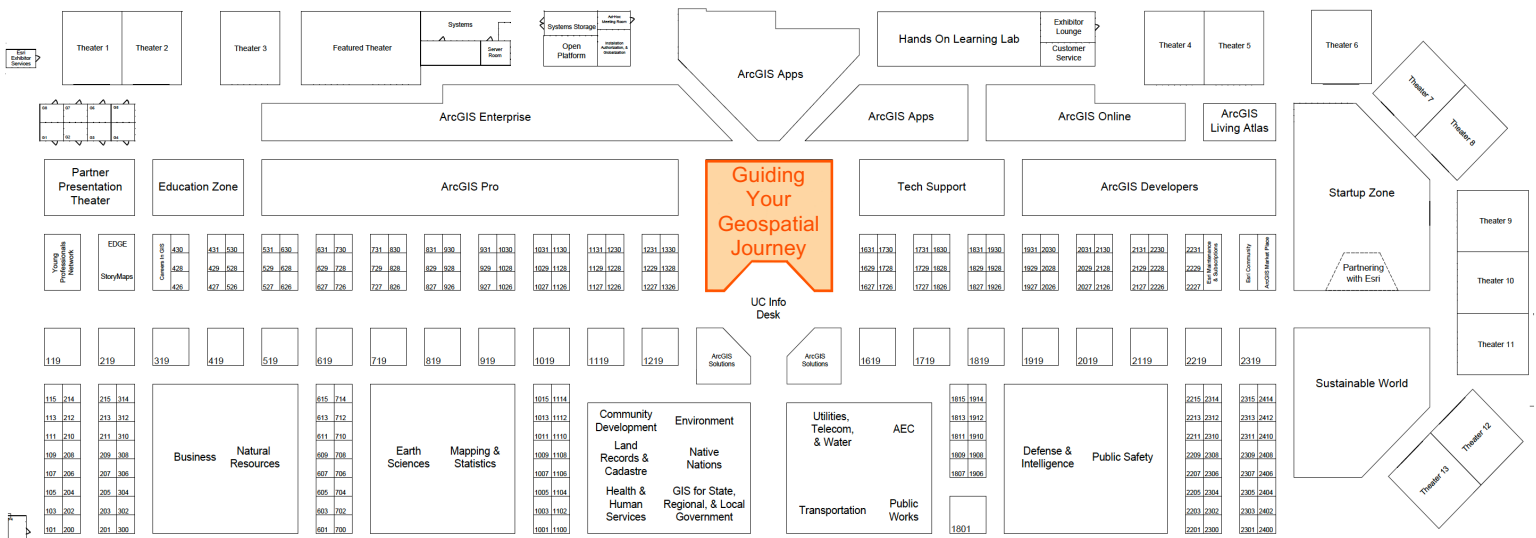 Esri
Exhibitor
Services
Theater 1
Theater 2
Theater 3
Featured Theater
Systems
Server
Room
Systems Storage
Ad-Hoc
Meeting Room
Open
Platform
Installation
Authorization, &
Globalization
ArcGIS Apps
Hands On Learning Lab
Exhibitor
Lounge
Customer
Service
Theater 4
Theater 5
Theater 6
Theater 7
Theater 8
ArcGIS Enterprise
ArcGIS Apps
ArcGIS Online
ArcGIS
Living Atlas
Partner
Presentation
Theater
Education Zone
ArcGIS Pro
Guiding
Your
Geospatial
Journey
Tech Support
ArcGIS Developers
Startup Zone
Theater 9
Theater 10
Theater 11
Young
Professionals
Network
EDGE
StoryMaps
Careers In GIS
430 431 530 531 630 631 730 731 830 831 930 931 1030 1031 1130 1131 1230 1231 1330
428 429 528 529 628 629 728 729 828 829 928 929 1028 1029 1128 1129 1228 1229 1328
426 427 526 527 626 627 726 727 826 827 926 927 1026 1027 1126 1127 1226 1227 1326
1631 1730 1731 1830 1831 1930 1931 2030 2031 2130 2131 2230 2231
1629 1728 1729 1828 1829 1928 1929 2028 2029 2128 2129 2228 2229
1627 1726 1727 1826 1827 1926 1927 2026 2027 2126 2127 2226 2227
Esri Maintenance
& Subscriptions
Esri Community
ArcGIS Market Place
Partnering
with Esri
UC Info
Desk
119 219 319 419 519 619 719 819 919 1019 1119 1219
ArcGIS
Solutions
ArcGIS
Solutions
1619 1719 1819 1919 2019 2119 2219 2319
115 214 215 314
113 212 213 312
111 210 211 310
109 208 209 308
107 206 207 306
105 204 205 304
103 202 203 302
101 200 201 300
Business
Natural
Resources
615 714
613 712
611 710
609 708
607 706
605 704
603 702
601 700
Earth
Sciences
Mapping &
Statistics
1015 1114
1013 1112
1011 1110
1009 1108
1007 1106
1005 1104
1003 1102
1001 1100
Community
Development
Environment
Land
Records &
Cadastre
Native
Nations
Health &
Human
Services
GIS for State,
Regional, & Local
Government
Utilities,
Telecom,
& Water
AEC
Transportation
Public
Works
1815 1914
1813 1912
1811 1910
1809 1908
1807 1906
1801
Defense &
Intelligence
Public Safety
2215 2314 2315 2414
2213 2312 2313 2412
2211 2310 2311 2410
2209 2308 2309 2408
2207 2306 2307 2406
2205 2304 2305 2404
2203 2302 2303 2402
2201 2300 2301 2400
Sustainable World
Theater 12
Theater 13